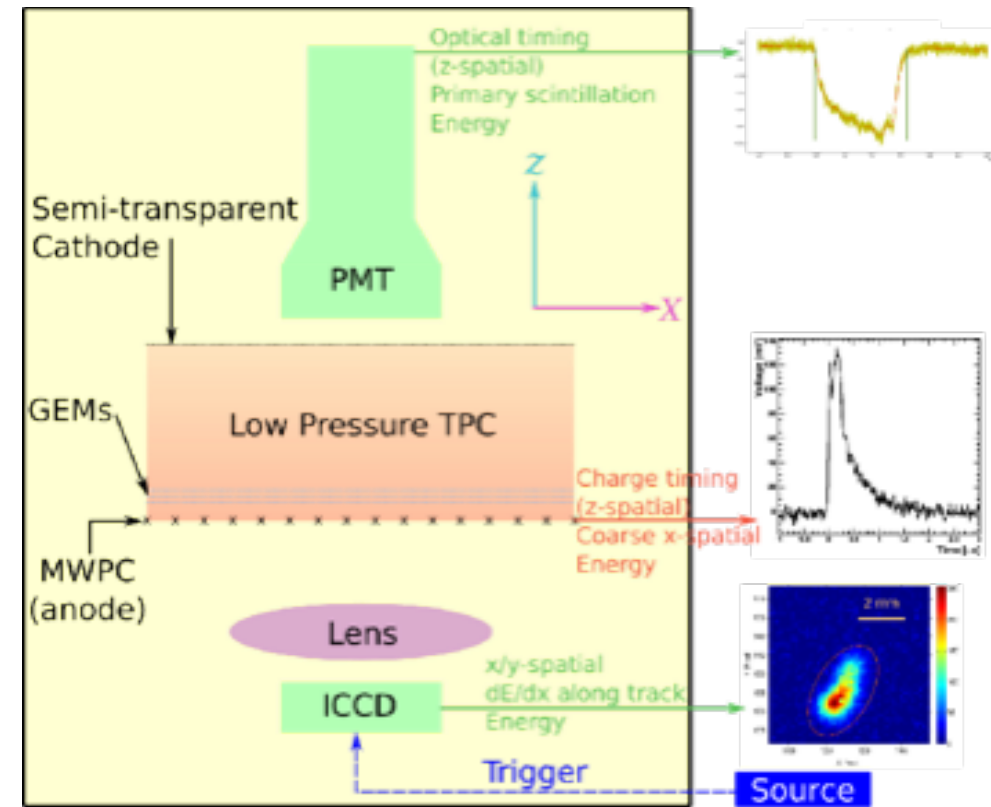 Optical timing
(z-spatial)
Primary scintillation
Energy
Z
X
Semi-transparent
Cathode
PMT
GEMs
Low Pressure TPC
Charge timing
(z-spatial)
Coarse x-spatial
Energy
MWPC
(anode)
Lens
2 mm
x/y-spatial
dE/dx along track
Energy
ICCD
Trigger
Source